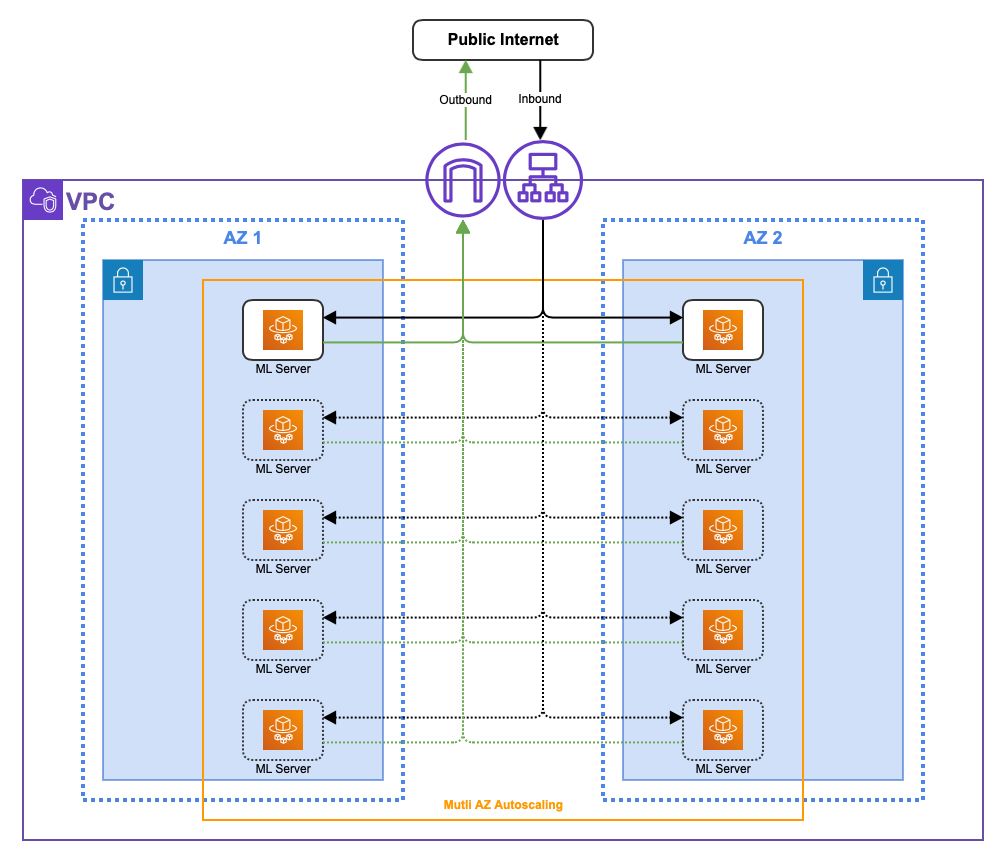 Public Internet
Outbound
Inbound
VPC
AZ 1
AZ 2
ML Server
ML Server
ML Server
ML Server
ML Server
ML Server
ML Server
ML Server
ML Server
ML Server
Mutli AZ Autoscaling